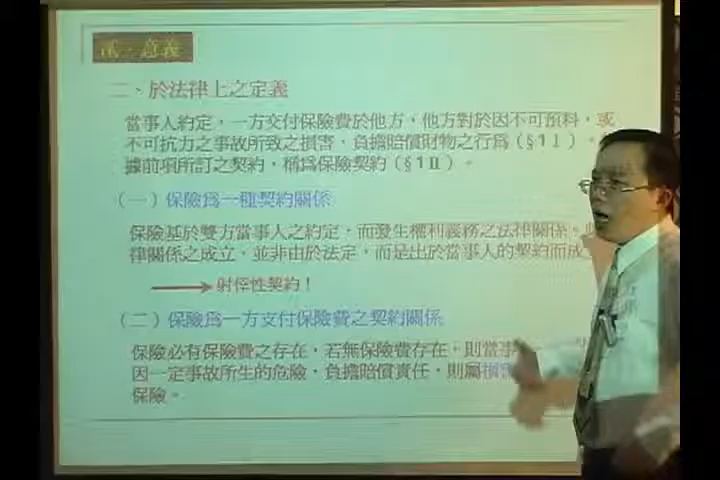 貳、意義
二、於法律上之定義
當事人約定，一方交付保險費於他方，他方對於因不可預料，或
不可抗力之事故所致之損害，負擔賠償財物之行為（§1Ⅰ）。
據前項所訂之契約，稱為保險契約（§1Ⅱ）。
（一）保險為一種契約關係
保險基於雙方當事人之約定，而發生權利義務之法律關係。
律關係之成立，並非由於法定，而是出於當事人的契約而成
射倖性契約！
（二）保險為一方交付保險費之契約關係
保險必有保險費之存在，若無保險費存在，則當事
因一定事故所生的危險，負擔賠償責任，則屬損
保險。